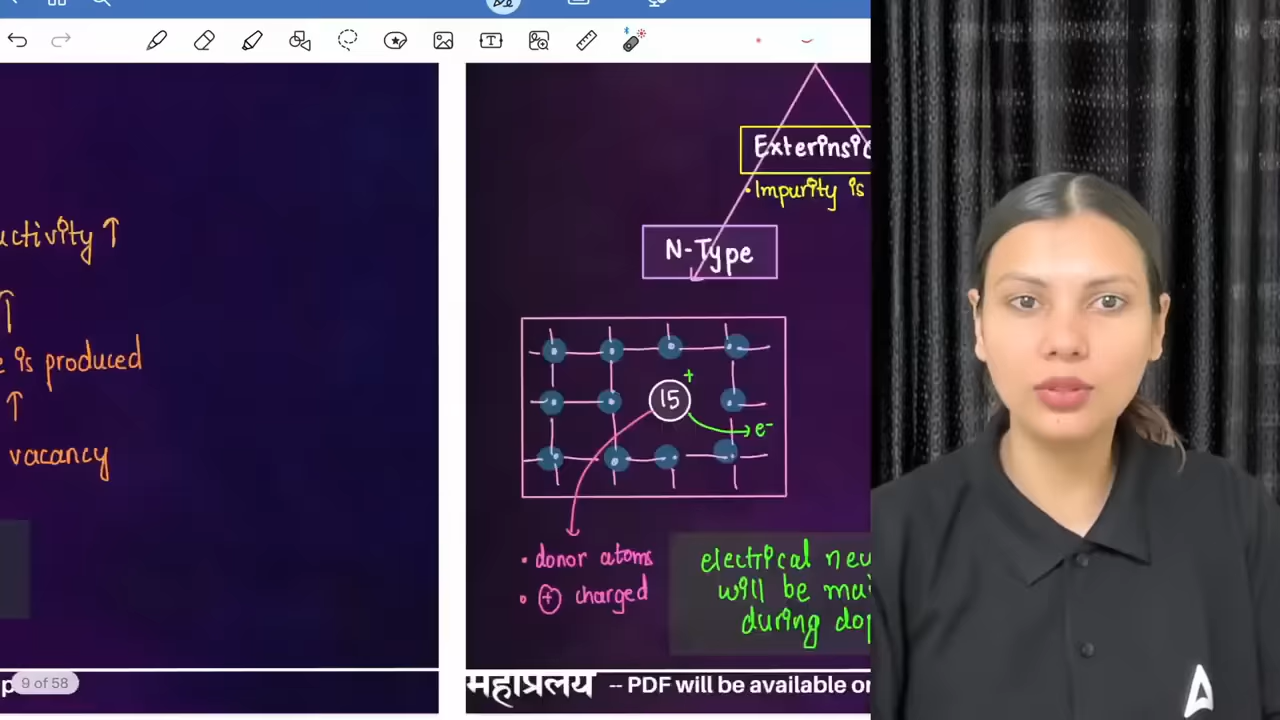 uctivity ↑
↑
e is produced
↑
vacancy
9 of 58
Exterinsic
• Impurity is
N-Type
15
+
e-
• donor atoms
• + charged
electrical neu
will be mai
during dop
महाप्रलय -- PDF will be available on